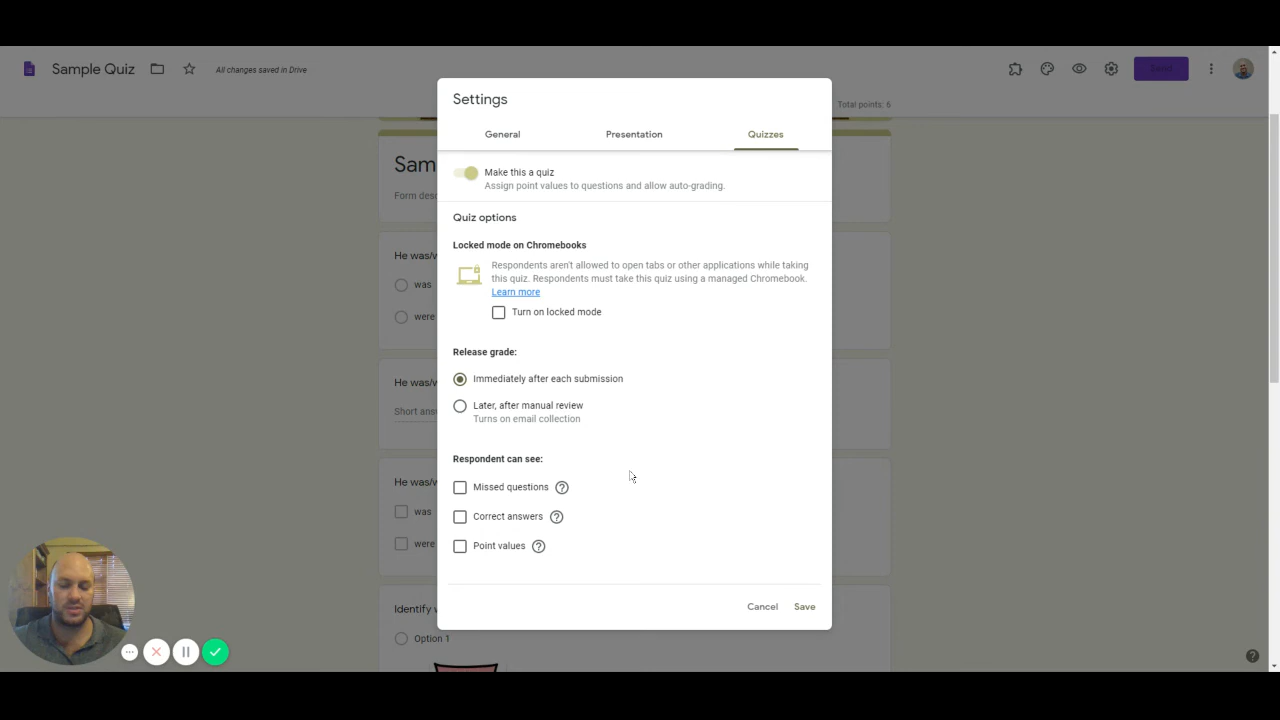 Sample Quiz
All changes saved in Drive
Total points: 6
Settings
General
Presentation
Quizzes
Make this a quiz
Assign point values to questions and allow auto-grading.
Quiz options
Locked mode on Chromebooks
Respondents aren't allowed to open tabs or other applications while taking
this quiz. Respondents must take this quiz using a managed Chromebook.
Learn more
Turn on locked mode
Release grade:
Immediately after each submission
Later, after manual review
Turns on email collection
Respondent can see:
Missed questions
Correct answers
Point values
Cancel
Save
Sam
Form desc
He was/w
was
were
He was/w
Short ans
He was/w
was
were
Identify
Option 1